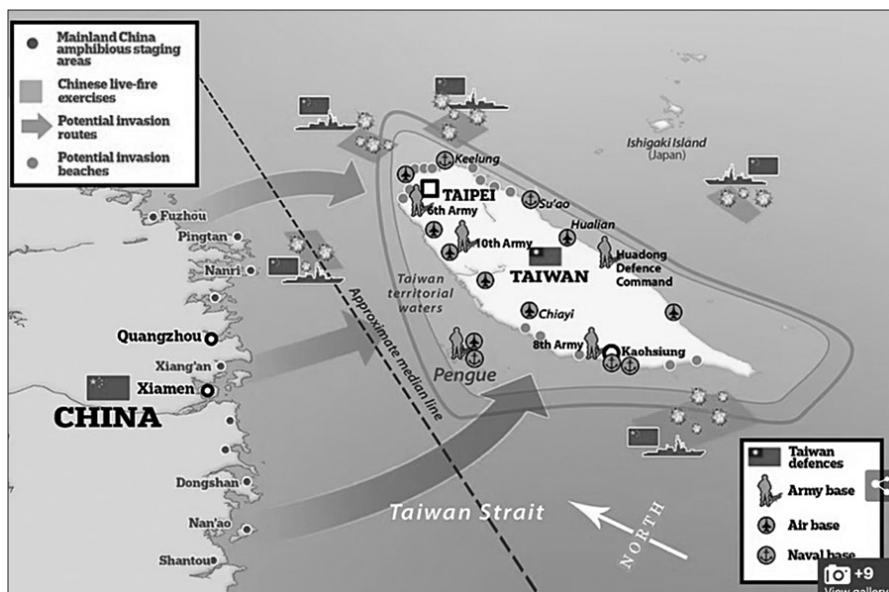 Mainland China
amphibious staging
areas
Chinese live-fire
exercises
Potential invasion
routes
Potential invasion
beaches
Ishigaki Island
(Japan)
Keelung
TAIPEI
6th Army
Su'ao
Fuzhou
Pingtan
Hualian
10th Army
Huadong
Defence
Command
TAIWAN
Nanri
Taiwan
territorial
waters
Approximate median line
Chiayi
Quangzhou
8th Army
Kaohsiung
Xiang'an
Pengue
Xiamen
CHINA
Dongshan
Nan'ao
Shantou
Taiwan Strait
NORTH
Taiwan
defences
Army base
Air base
Naval base
+9
View gallery